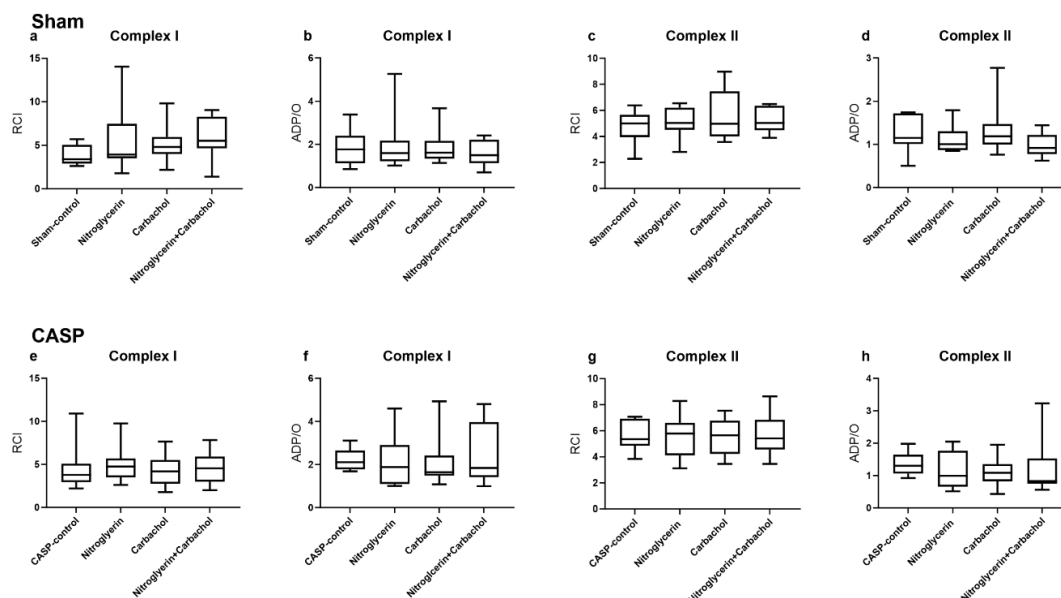 Sham
a Complex I
b Complex I
c Complex II
d Complex II
RCI
15
10
5
0
Sham-control
Nitroglycerin
Carbachol
Nitroglycerin+Carbachol
ADP/O
6
4
2
0
Sham-control
Nitroglycerin
Carbachol
Nitroglycerin+Carbachol
RCI
10
8
6
4
2
0
Sham-control
Nitroglycerin
Carbachol
Nitroglycerin+Carbachol
ADP/O
3
2
1
0
Sham-control
Nitroglycerin
Carbachol
Nitroglycerin+Carbachol
CASP
e Complex I
f Complex I
g Complex II
h Complex II
RCI
15
10
5
0
CASP-control
Nitroglycerin
Carbachol
Nitroglyerin+Carbachol
ADP/O
6
4
2
0
CASP-control
Nitroglycerin
Carbachol
Nitroglcerin+Carbachol
RCI
10
8
6
4
2
0
CASP-control
Nitroglycerin
Carbachol
Nitroglycerin+Carbachol
ADP/O
4
3
2
1
0
CASP-control
Nitroglycerin
Carbachol
Nitroglycerin+Carbachol